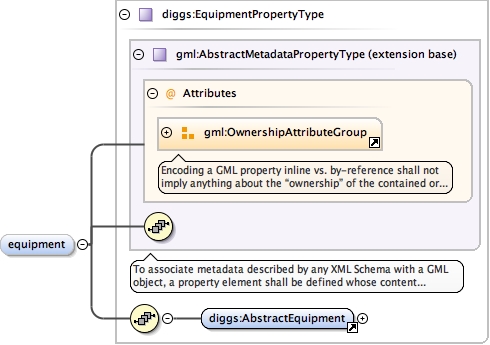 diggs:EquipmentPropertyType
gml:AbstractMetadataPropertyType (extension base)
@ Attributes
gml:OwnershipAttributeGroup
Encoding a GML property inline vs. by-reference shall not
imply anything about the “ownership” of the contained or...
equipment
To associate metadata described by any XML Schema with a GML
object, a property element shall be defined whose content...
diggs:AbstractEquipment